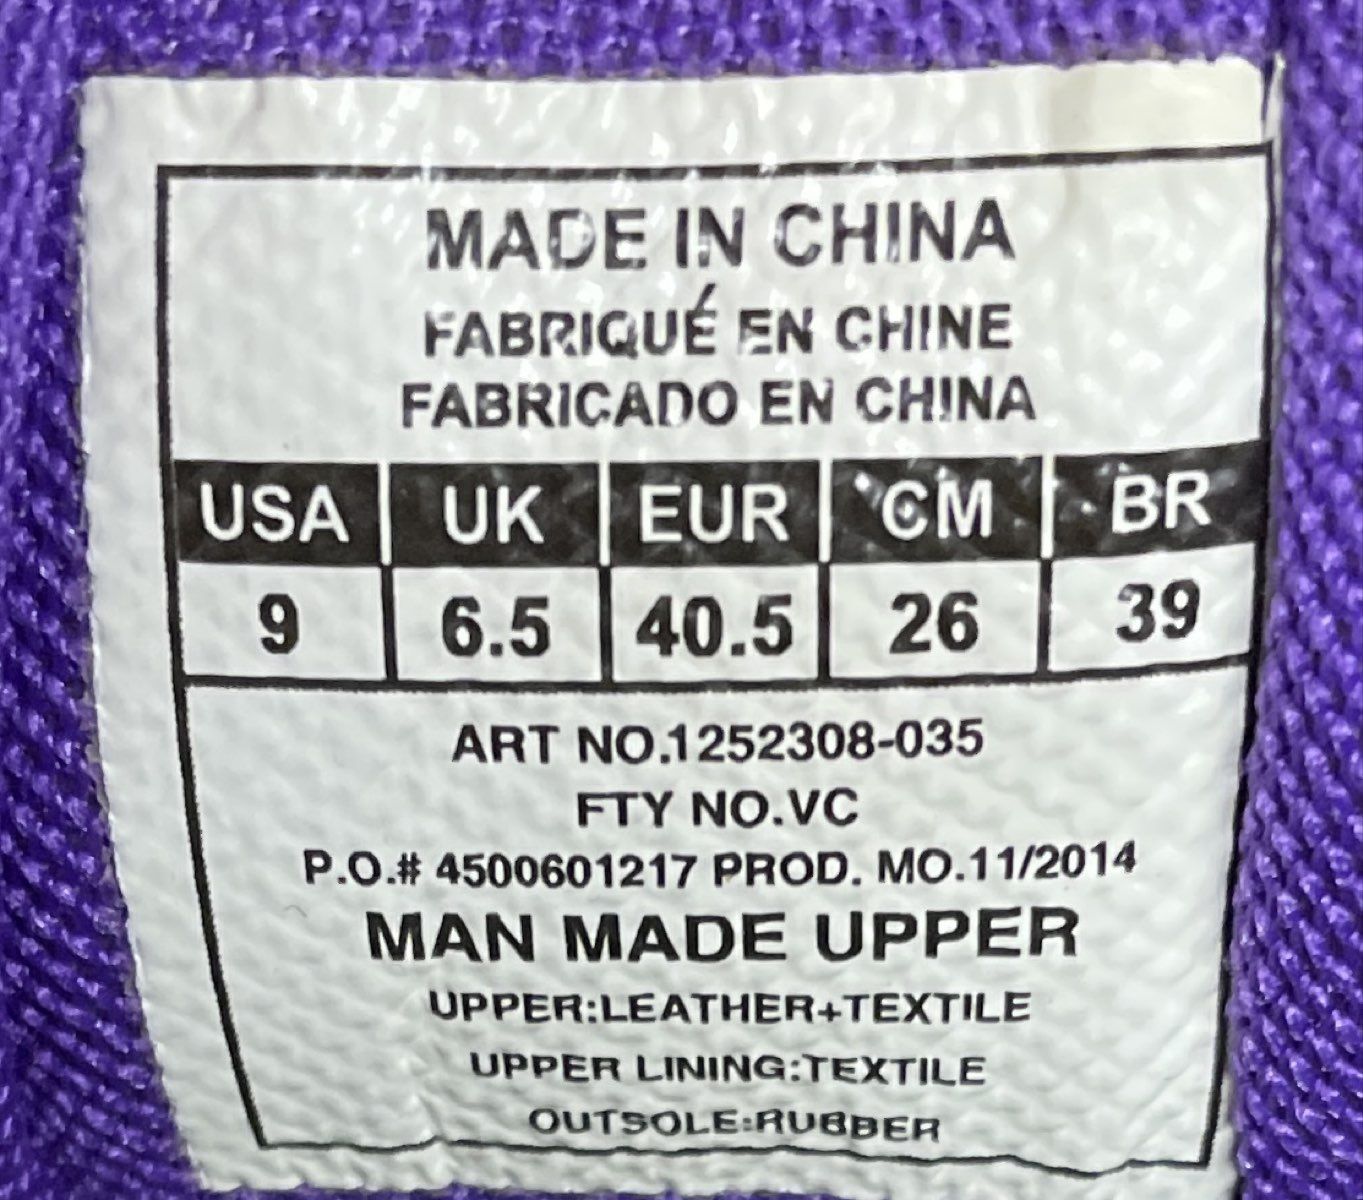 MADE IN CHINA
FABRIQUÉ EN CHINE
FABRICADO EN CHINA
USA UK EUR CM BR
9 6.5 40.5 26 39
ART NO.1252308-035
FTY NO.VC
P.O.# 4500601217 PROD. MO.11/2014
MAN MADE UPPER
UPPER:LEATHER+TEXTILE
UPPER LINING:TEXTILE
OUTSOLE:RUBBER